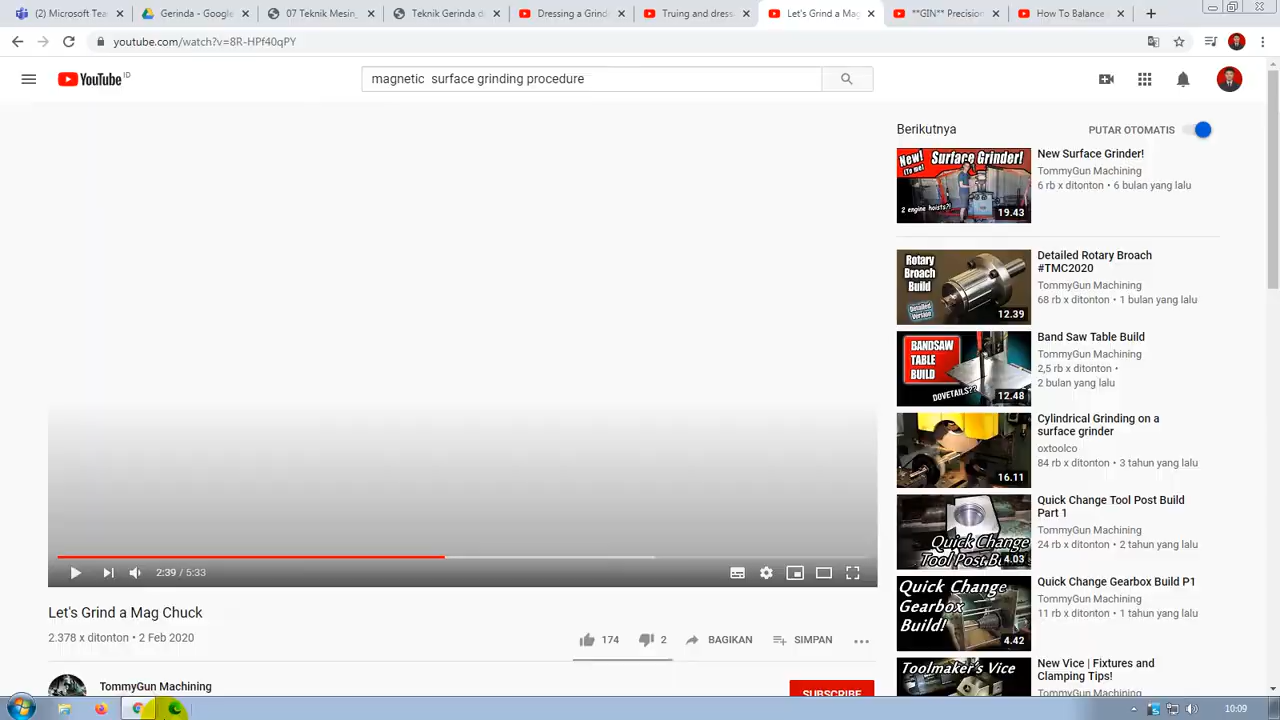 (2) Microsoft Team
Gerinda - Google
07 Teknik Mesin,
Teknik Gerinda d
Dressing a Grind
Truing and dress
Let's Grind a Mag
**GIN** Precision
How To Balance
youtube.com/watch?v=8R-HPf40qPY
YouTube ID
magnetic surface grinding procedure
Berikutnya
PUTAR OTOMATIS
New! Surface Grinder!
(To me)
2 engine hoists?!
19.43
New Surface Grinder!
TommyGun Machining
6 rb x ditonton • 6 bulan yang lalu
Rotary
Broach
Build
Detailed
Version
12.39
Detailed Rotary Broach
#TMC2020
TommyGun Machining
68 rb x ditonton • 1 bulan yang lalu
BANDSAW
TABLE
BUILD
DOVETAILS??
12.48
Band Saw Table Build
TommyGun Machining
2,5 rb x ditonton •
2 bulan yang lalu
16.11
Cylindrical Grinding on a
surface grinder
oxtoolco
84 rb x ditonton • 3 tahun yang lalu
Quick Change
Tool Post Build
4.03
Quick Change Tool Post Build
Part 1
TommyGun Machining
24 rb x ditonton • 2 tahun yang lalu
Quick Change
Gearbox
Build!
4.42
Quick Change Gearbox Build P1
TommyGun Machining
11 rb x ditonton • 1 tahun yang lalu
Toolmaker's Vice
New Vice | Fixtures and
Clamping Tips!
TommyGun Machining
2:39 / 5:33
Let's Grind a Mag Chuck
2.378 x ditonton • 2 Feb 2020
174
2
BAGIKAN
SIMPAN
TommyGun Machining
SUBSCRIBE
10:09